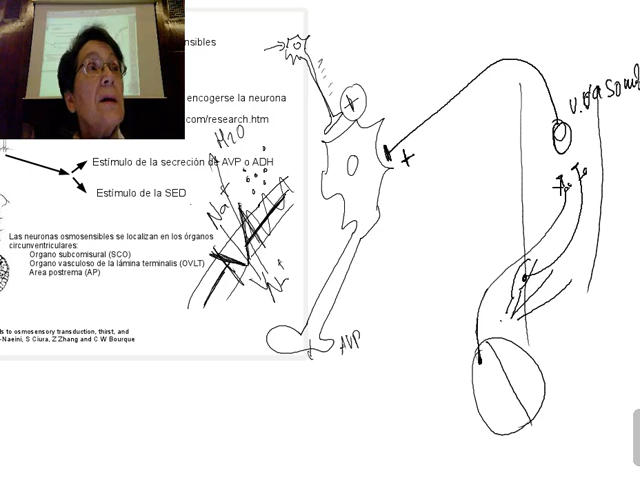 nsibles
encogerse la neurona
com/research.htm
Estímulo de la secreción de AVP o ADH
Estímulo de la SED
Las neuronas osmosensibles se localizan en los órganos
circunventriculares:
Organo subcomisural (SCO)
Organo vasculoso de la lámina terminalis (OVLT)
Area postrema (AP)
ls to osmosensory transduction, thirst, and
-Naeini, S Ciura, Z Zhang and C W Bourque
H2O
Na+
+
+
AVP